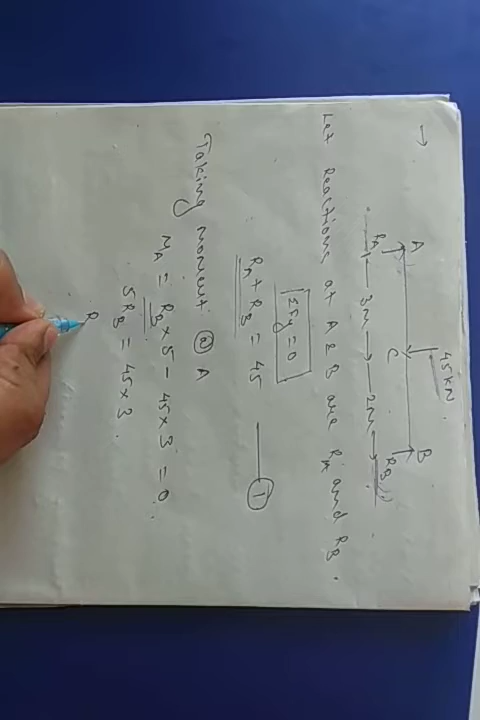 →
45 kN
A C B
RA 3m 2m RB
Let Reactions at A & B are RA and RB.
ΣFy = 0
RA + RB = 45 ——— ①
Taking moment @ A
MA = RB × 5 - 45 × 3 = 0
5RB = 45 × 3
R